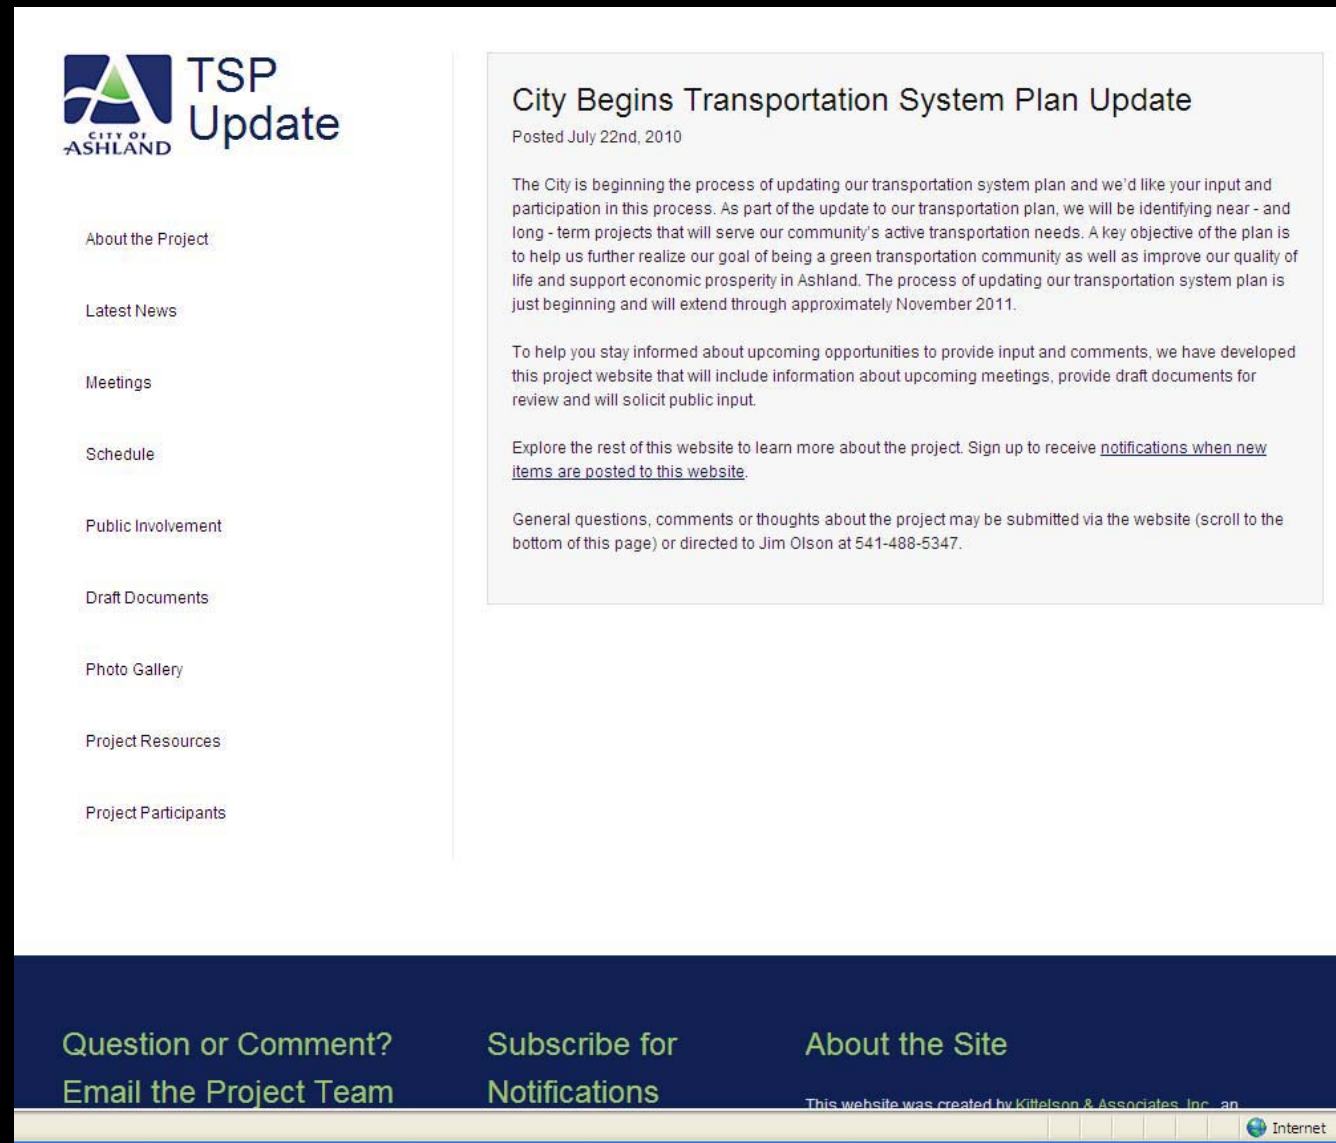 TSP
Update
CITY OF
ASHLAND
About the Project
Latest News
Meetings
Schedule
Public Involvement
Draft Documents
Photo Gallery
Project Resources
Project Participants
City Begins Transportation System Plan Update
Posted July 22nd, 2010
The City is beginning the process of updating our transportation system plan and we'd like your input and
participation in this process. As part of the update to our transportation plan, we will be identifying near - and
long - term projects that will serve our community's active transportation needs. A key objective of the plan is
to help us further realize our goal of being a green transportation community as well as improve our quality of
life and support economic prosperity in Ashland. The process of updating our transportation system plan is
just beginning and will extend through approximately November 2011.
To help you stay informed about upcoming opportunities to provide input and comments, we have developed
this project website that will include information about upcoming meetings, provide draft documents for
review and will solicit public input.
Explore the rest of this website to learn more about the project. Sign up to receive notifications when new
items are posted to this website.
General questions, comments or thoughts about the project may be submitted via the website (scroll to the
bottom of this page) or directed to Jim Olson at 541-488-5347.
Question or Comment?
Email the Project Team
Subscribe for
Notifications
About the Site
This website was created by Kittelson & Associates, Inc., an
Internet